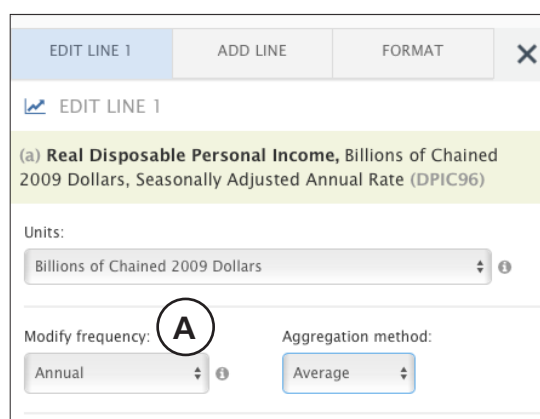 EDIT LINE 1 ADD LINE FORMAT ×
EDIT LINE 1
(a) Real Disposable Personal Income, Billions of Chained
2009 Dollars, Seasonally Adjusted Annual Rate (DPIC96)
Units:
Billions of Chained 2009 Dollars
Modify frequency: A Aggregation method:
Annual Average